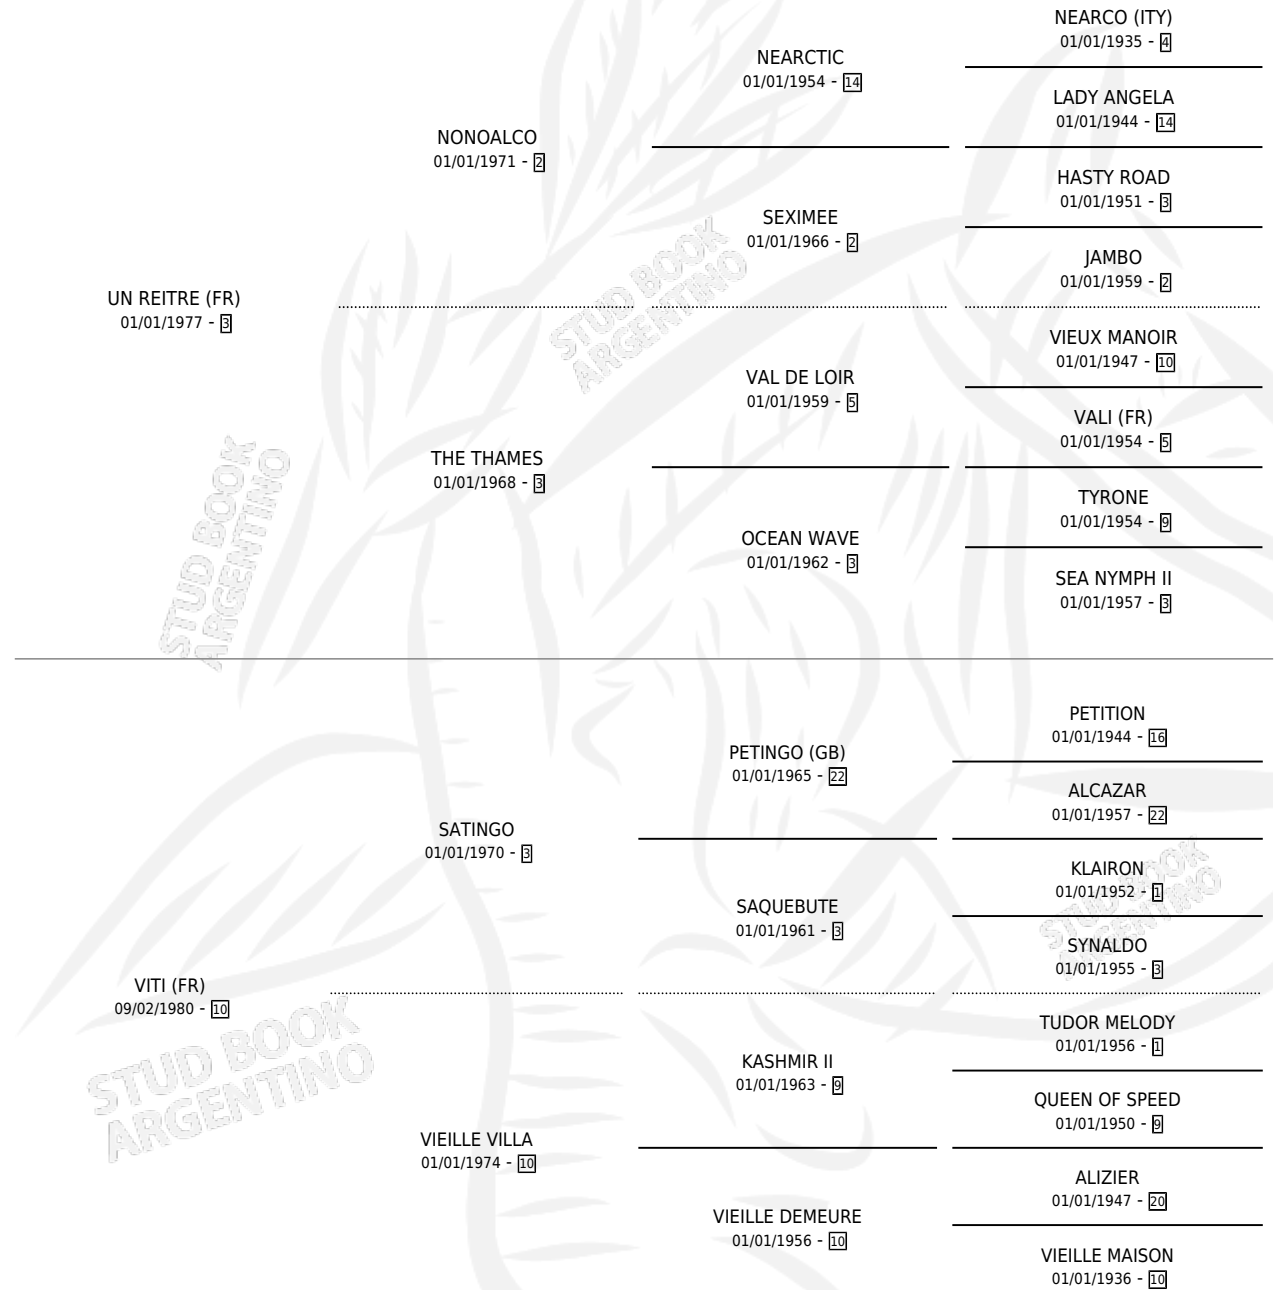 NEARCO (ITY)
01/01/1935 - 4
NEARCTIC
01/01/1954 - 14
LADY ANGELA
01/01/1944 - 14
NONOALCO
01/01/1971 - 2
HASTY ROAD
01/01/1951 - 3
SEXIMEE
01/01/1966 - 2
JAMBO
01/01/1959 - 2
UN REITRE (FR)
01/01/1977 - 3
VIEUX MANOIR
01/01/1947 - 10
VAL DE LOIR
01/01/1959 - 5
VALI (FR)
01/01/1954 - 5
THE THAMES
01/01/1968 - 3
TYRONE
01/01/1954 - 9
OCEAN WAVE
01/01/1962 - 3
SEA NYMPH II
01/01/1957 - 3
PETITION
01/01/1944 - 16
PETINGO (GB)
01/01/1965 - 22
ALCAZAR
01/01/1957 - 22
SATINGO
01/01/1970 - 3
KLAIRON
01/01/1952 - 1
SAQUEBUTE
01/01/1961 - 3
SYNALDO
01/01/1955 - 3
VITI (FR)
09/02/1980 - 10
TUDOR MELODY
01/01/1956 - 1
KASHMIR II
01/01/1963 - 9
QUEEN OF SPEED
01/01/1950 - 9
VIEILLE VILLA
01/01/1974 - 10
ALIZIER
01/01/1947 - 20
VIEILLE DEMEURE
01/01/1956 - 10
VIEILLE MAISON
01/01/1936 - 10
STUD BOOK
ARGENTINO
STUD BOOK
ARGENTINO
STUD BOOK
ARGENTINO
STUD BOOK
ARGENTINO